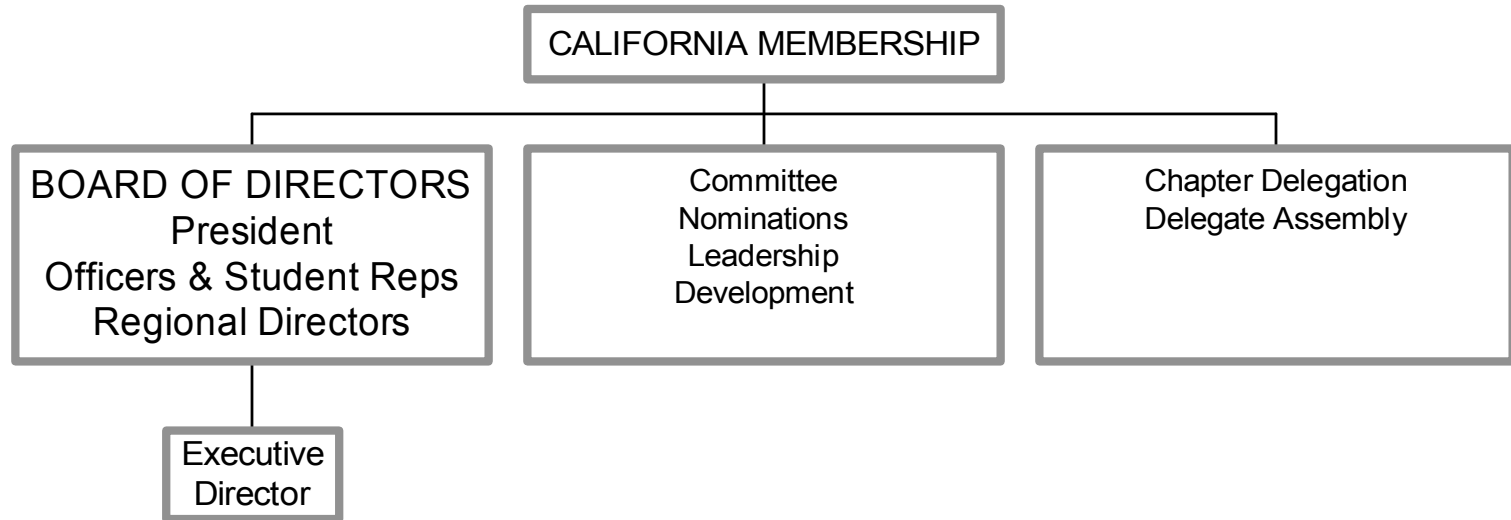 CALIFORNIA MEMBERSHIP
BOARD OF DIRECTORS
President
Officers & Student Reps
Regional Directors
Committee
Nominations
Leadership
Development
Chapter Delegation
Delegate Assembly
Executive
Director